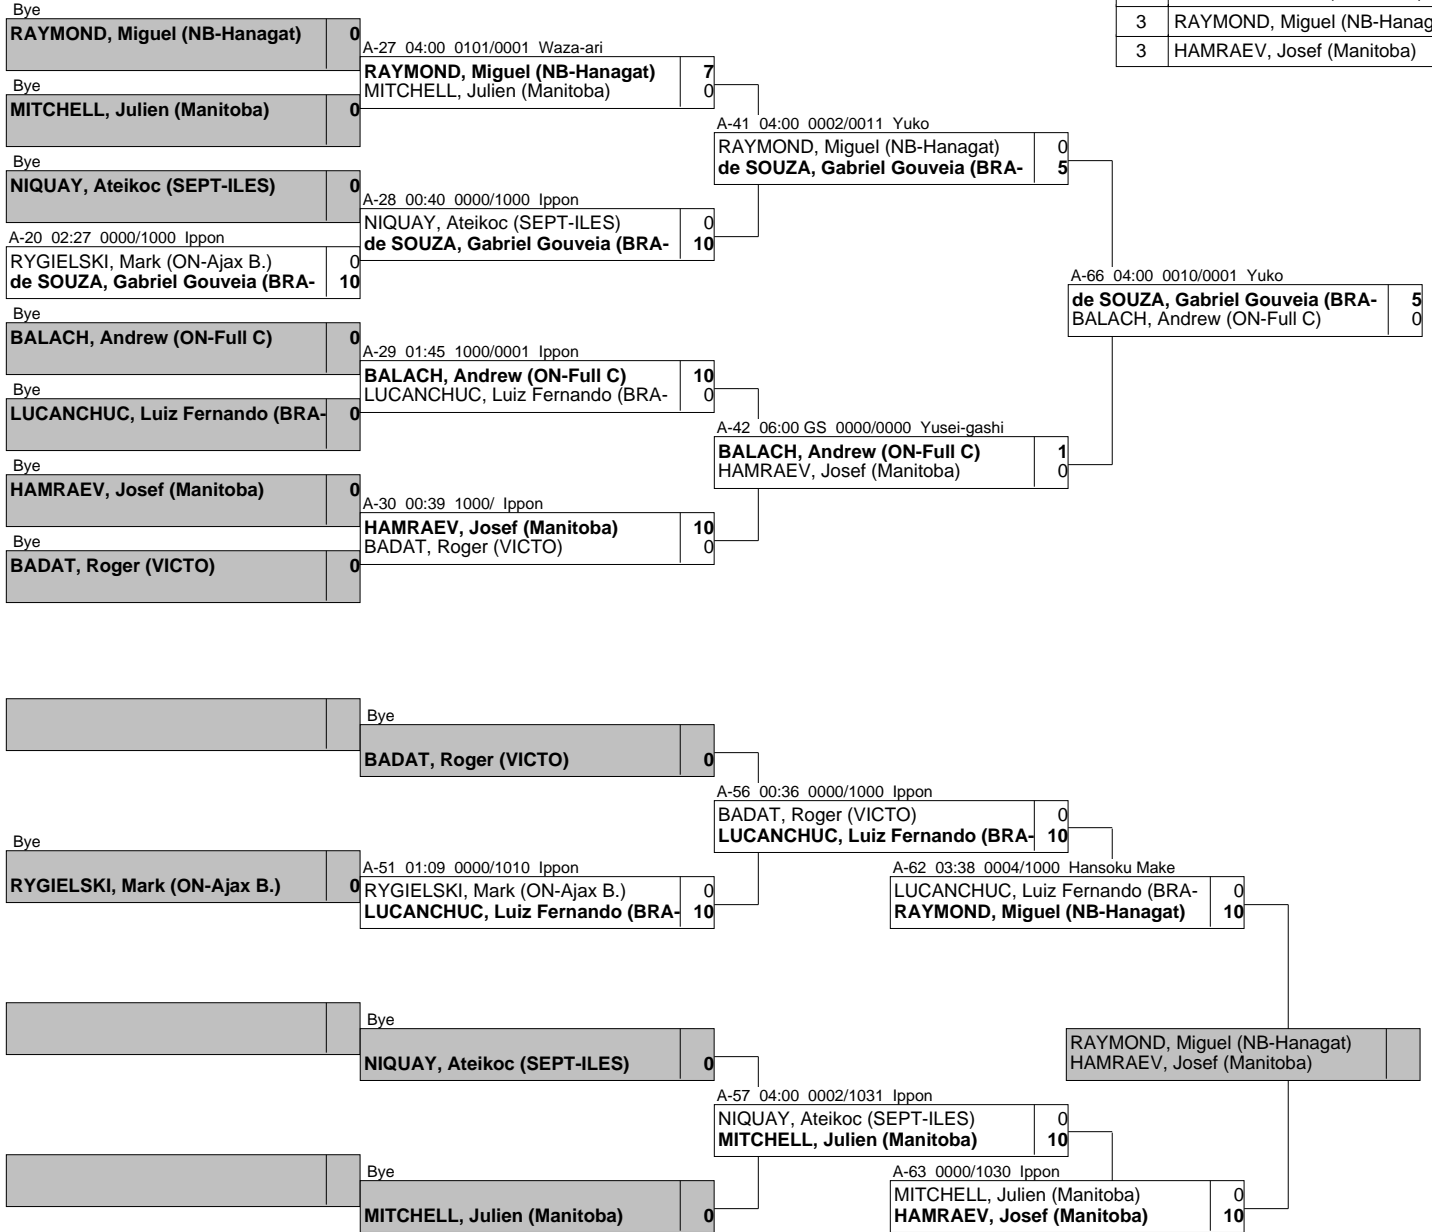 3 RAYMOND, Miguel (NB-Hanag
3 HAMRAEV, Josef (Manitoba)
Bye
RAYMOND, Miguel (NB-Hanagat) 0
Bye
MITCHELL, Julien (Manitoba) 0
Bye
NIQUAY, Ateikoc (SEPT-ILES) 0
A-20 02:27 0000/1000 Ippon
RYGIELSKI, Mark (ON-Ajax B.) 0
de SOUZA, Gabriel Gouveia (BRA- 10
Bye
BALACH, Andrew (ON-Full C) 0
Bye
LUCANCHUC, Luiz Fernando (BRA- 0
Bye
HAMRAEV, Josef (Manitoba) 0
Bye
BADAT, Roger (VICTO) 0
A-27 04:00 0101/0001 Waza-ari
RAYMOND, Miguel (NB-Hanagat) 7
MITCHELL, Julien (Manitoba) 0
A-28 00:40 0000/1000 Ippon
NIQUAY, Ateikoc (SEPT-ILES) 0
de SOUZA, Gabriel Gouveia (BRA- 10
A-29 01:45 1000/0001 Ippon
BALACH, Andrew (ON-Full C) 10
LUCANCHUC, Luiz Fernando (BRA- 0
A-30 00:39 1000/ Ippon
HAMRAEV, Josef (Manitoba) 10
BADAT, Roger (VICTO) 0
A-41 04:00 0002/0011 Yuko
RAYMOND, Miguel (NB-Hanagat) 0
de SOUZA, Gabriel Gouveia (BRA- 5
A-42 06:00 GS 0000/0000 Yusei-gashi
BALACH, Andrew (ON-Full C) 1
HAMRAEV, Josef (Manitoba) 0
A-66 04:00 0010/0001 Yuko
de SOUZA, Gabriel Gouveia (BRA- 5
BALACH, Andrew (ON-Full C) 0
Bye
BADAT, Roger (VICTO) 0
Bye
RYGIELSKI, Mark (ON-Ajax B.) 0
A-51 01:09 0000/1010 Ippon
RYGIELSKI, Mark (ON-Ajax B.) 0
LUCANCHUC, Luiz Fernando (BRA- 10
A-56 00:36 0000/1000 Ippon
BADAT, Roger (VICTO) 0
LUCANCHUC, Luiz Fernando (BRA- 10
A-62 03:38 0004/1000 Hansoku Make
LUCANCHUC, Luiz Fernando (BRA- 0
RAYMOND, Miguel (NB-Hanagat) 10
Bye
NIQUAY, Ateikoc (SEPT-ILES) 0
Bye
MITCHELL, Julien (Manitoba) 0
A-57 04:00 0002/1031 Ippon
NIQUAY, Ateikoc (SEPT-ILES) 0
MITCHELL, Julien (Manitoba) 10
A-63 0000/1030 Ippon
MITCHELL, Julien (Manitoba) 0
HAMRAEV, Josef (Manitoba) 10
RAYMOND, Miguel (NB-Hanagat)
HAMRAEV, Josef (Manitoba)